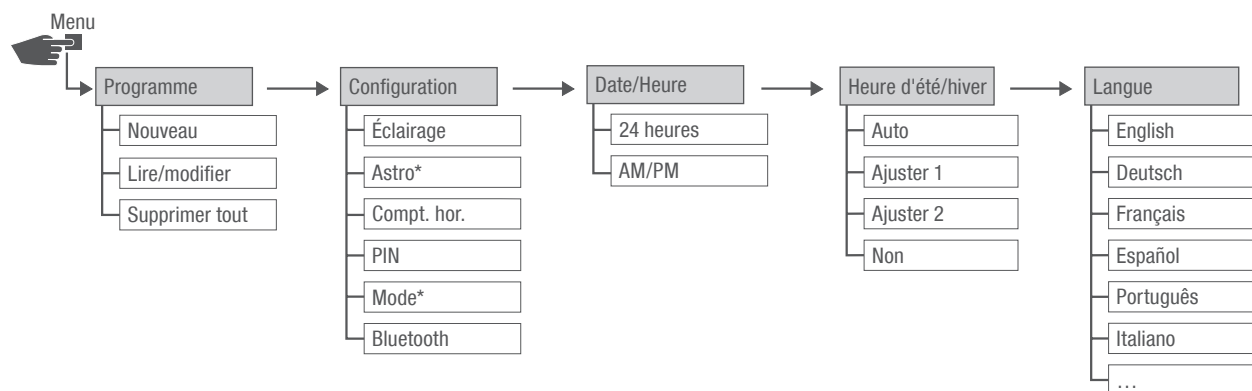 Menu
Programme
Nouveau
Lire/modifier
Supprimer tout
Configuration
Éclairage
Astro*
Compt. hor.
PIN
Mode*
Bluetooth
Date/Heure
24 heures
AM/PM
Heure d'été/hiver
Auto
Ajuster 1
Ajuster 2
Non
Langue
English
Deutsch
Français
Español
Português
Italiano
…